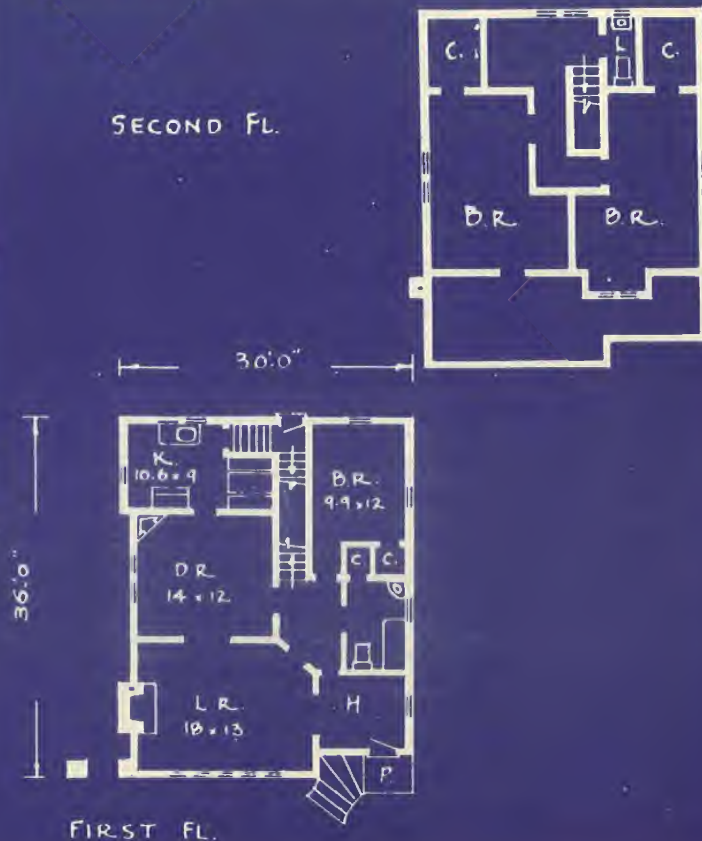 SECOND FL.
C.
L
C.
B.R.
B.R.
30'.0"
36'.0"
K.
10.6 x 9
B.R.
9.9 x 12
C
C.
D R
14 x 12
L R.
18 x 13
H
P.
FIRST FL.